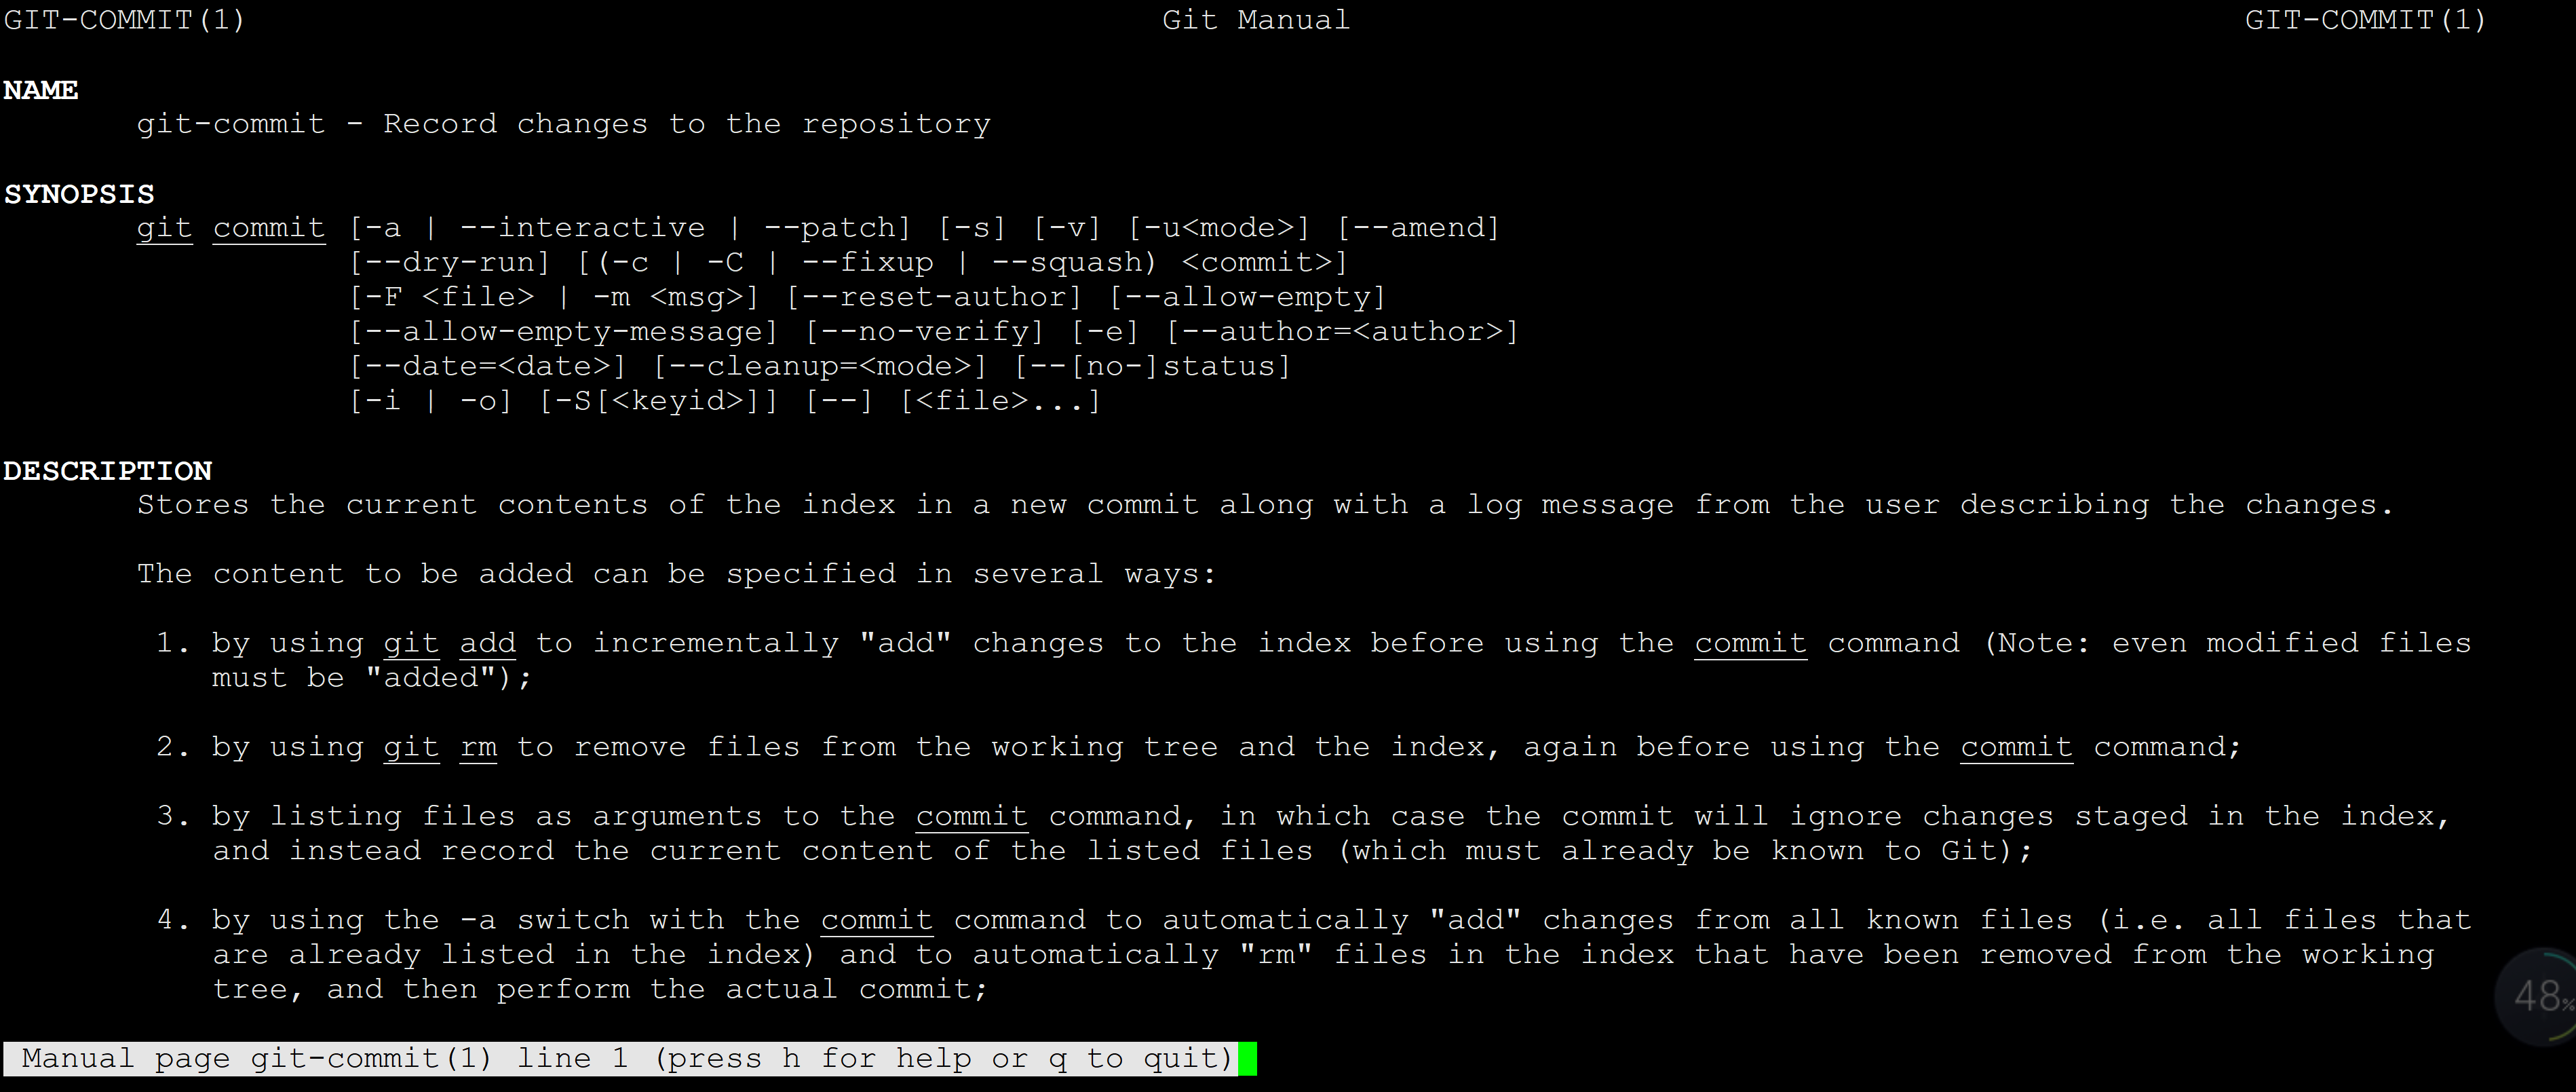 GIT-COMMIT(1) Git Manual GIT-COMMIT(1)
NAME
git-commit - Record changes to the repository
SYNOPSIS
git commit [-a | --interactive | --patch] [-s] [-v] [-u<mode>] [--amend]
[--dry-run] [(-c | -C | --fixup | --squash) <commit>]
[-F <file> | -m <msg>] [--reset-author] [--allow-empty]
[--allow-empty-message] [--no-verify] [-e] [--author=<author>]
[--date=<date>] [--cleanup=<mode>] [--[no-]status]
[-i | -o] [-S[<keyid>]] [--] [<file>...]
DESCRIPTION
Stores the current contents of the index in a new commit along with a log message from the user describing the changes.
The content to be added can be specified in several ways:
1. by using git add to incrementally "add" changes to the index before using the commit command (Note: even modified files
must be "added");
2. by using git rm to remove files from the working tree and the index, again before using the commit command;
3. by listing files as arguments to the commit command, in which case the commit will ignore changes staged in the index,
and instead record the current content of the listed files (which must already be known to Git);
4. by using the -a switch with the commit command to automatically "add" changes from all known files (i.e. all files that
are already listed in the index) and to automatically "rm" files in the index that have been removed from the working
tree, and then perform the actual commit;
48%
Manual page git-commit(1) line 1 (press h for help or q to quit)